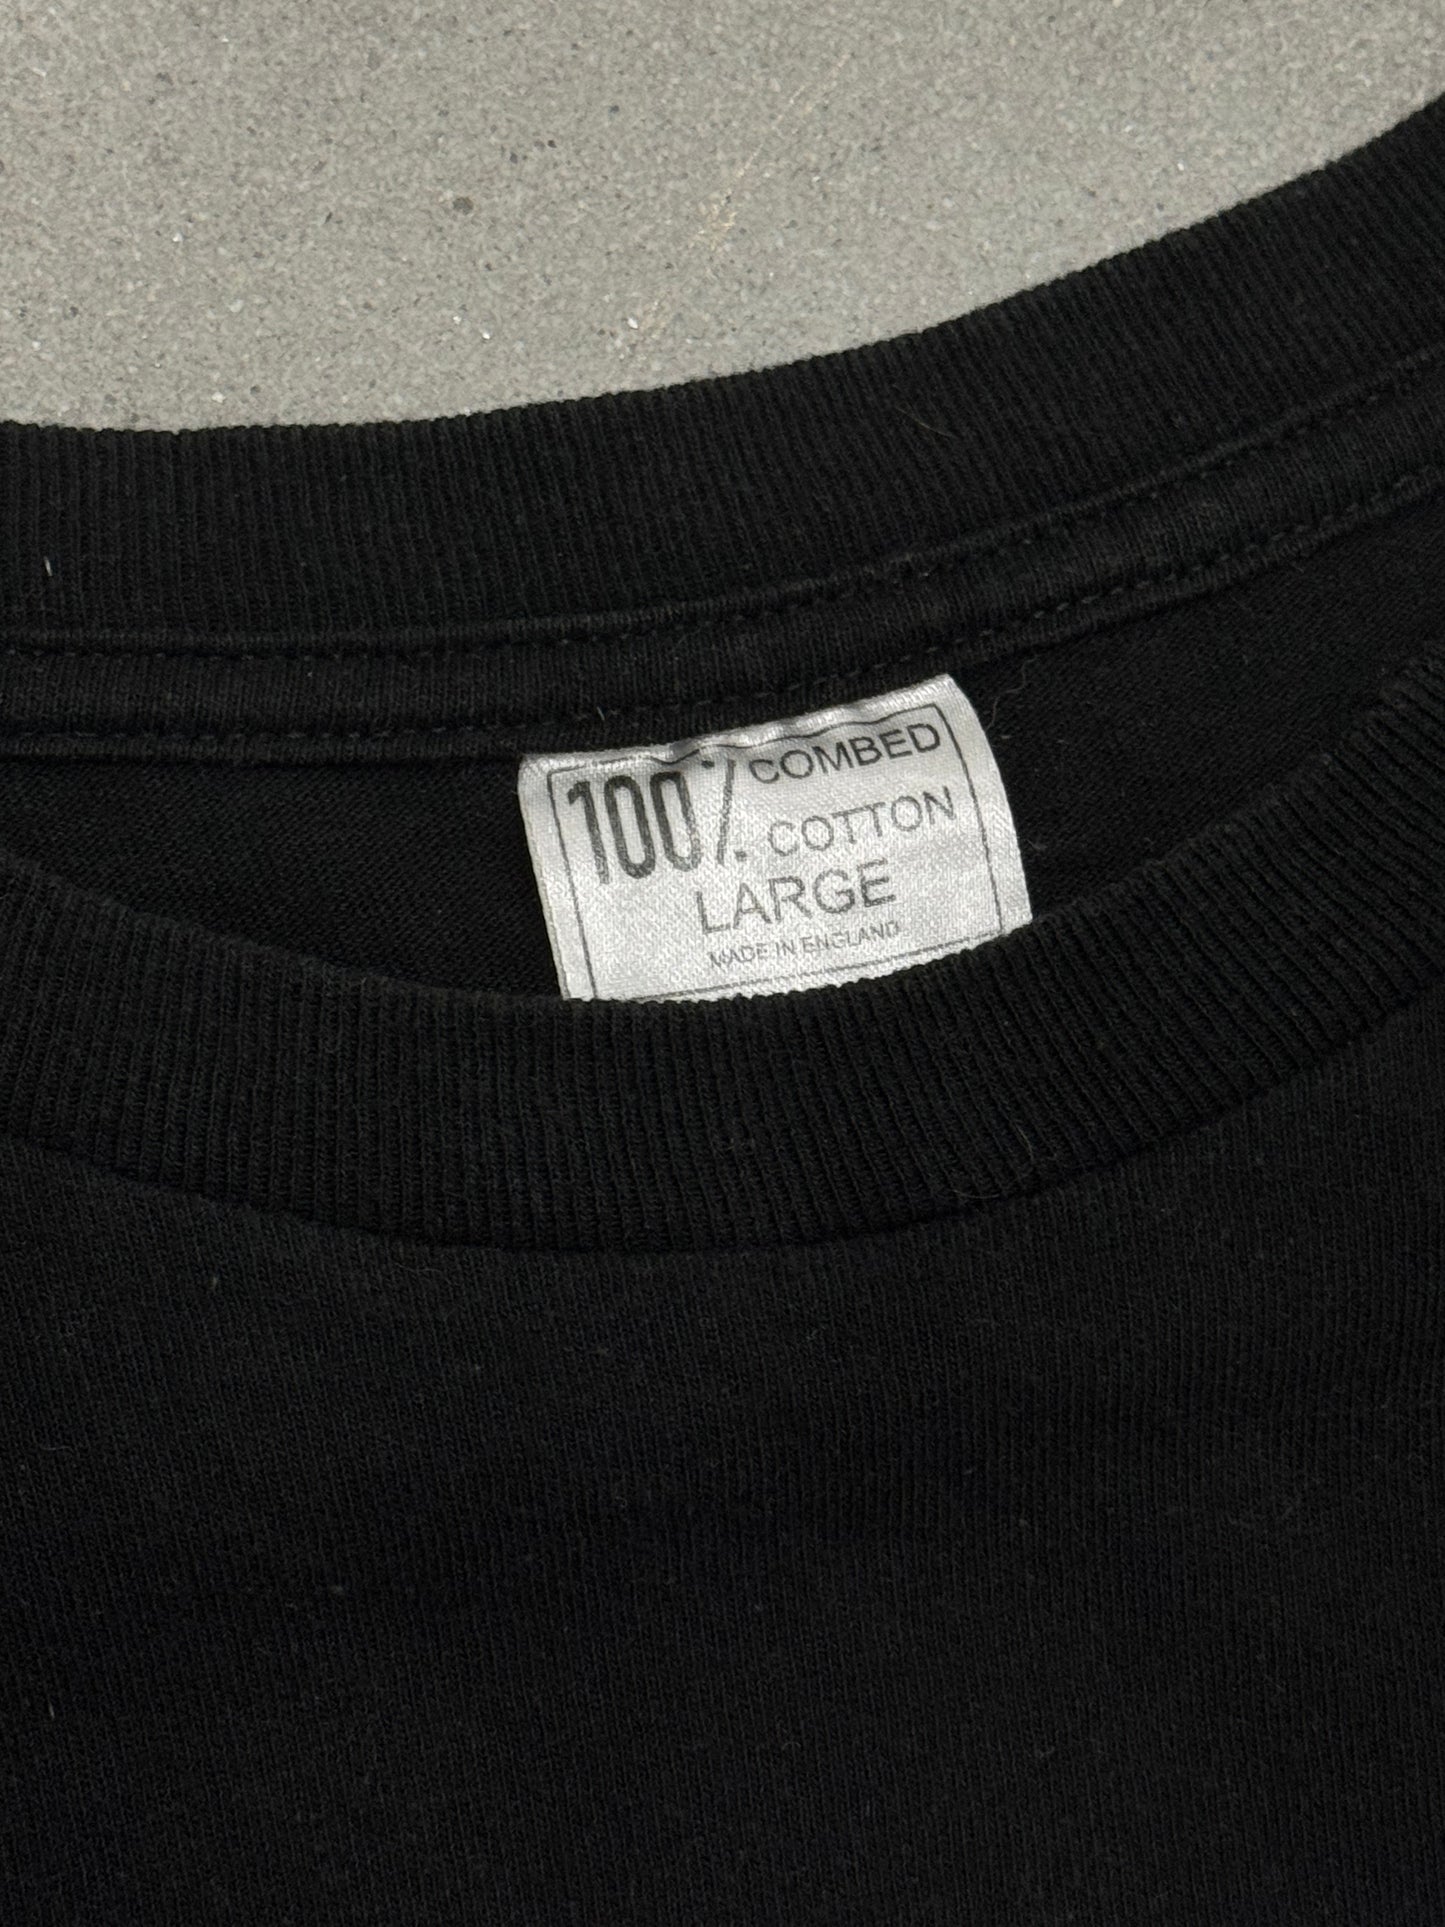 100% COMBED
COTTON
LARGE
MADE IN ENGLAND